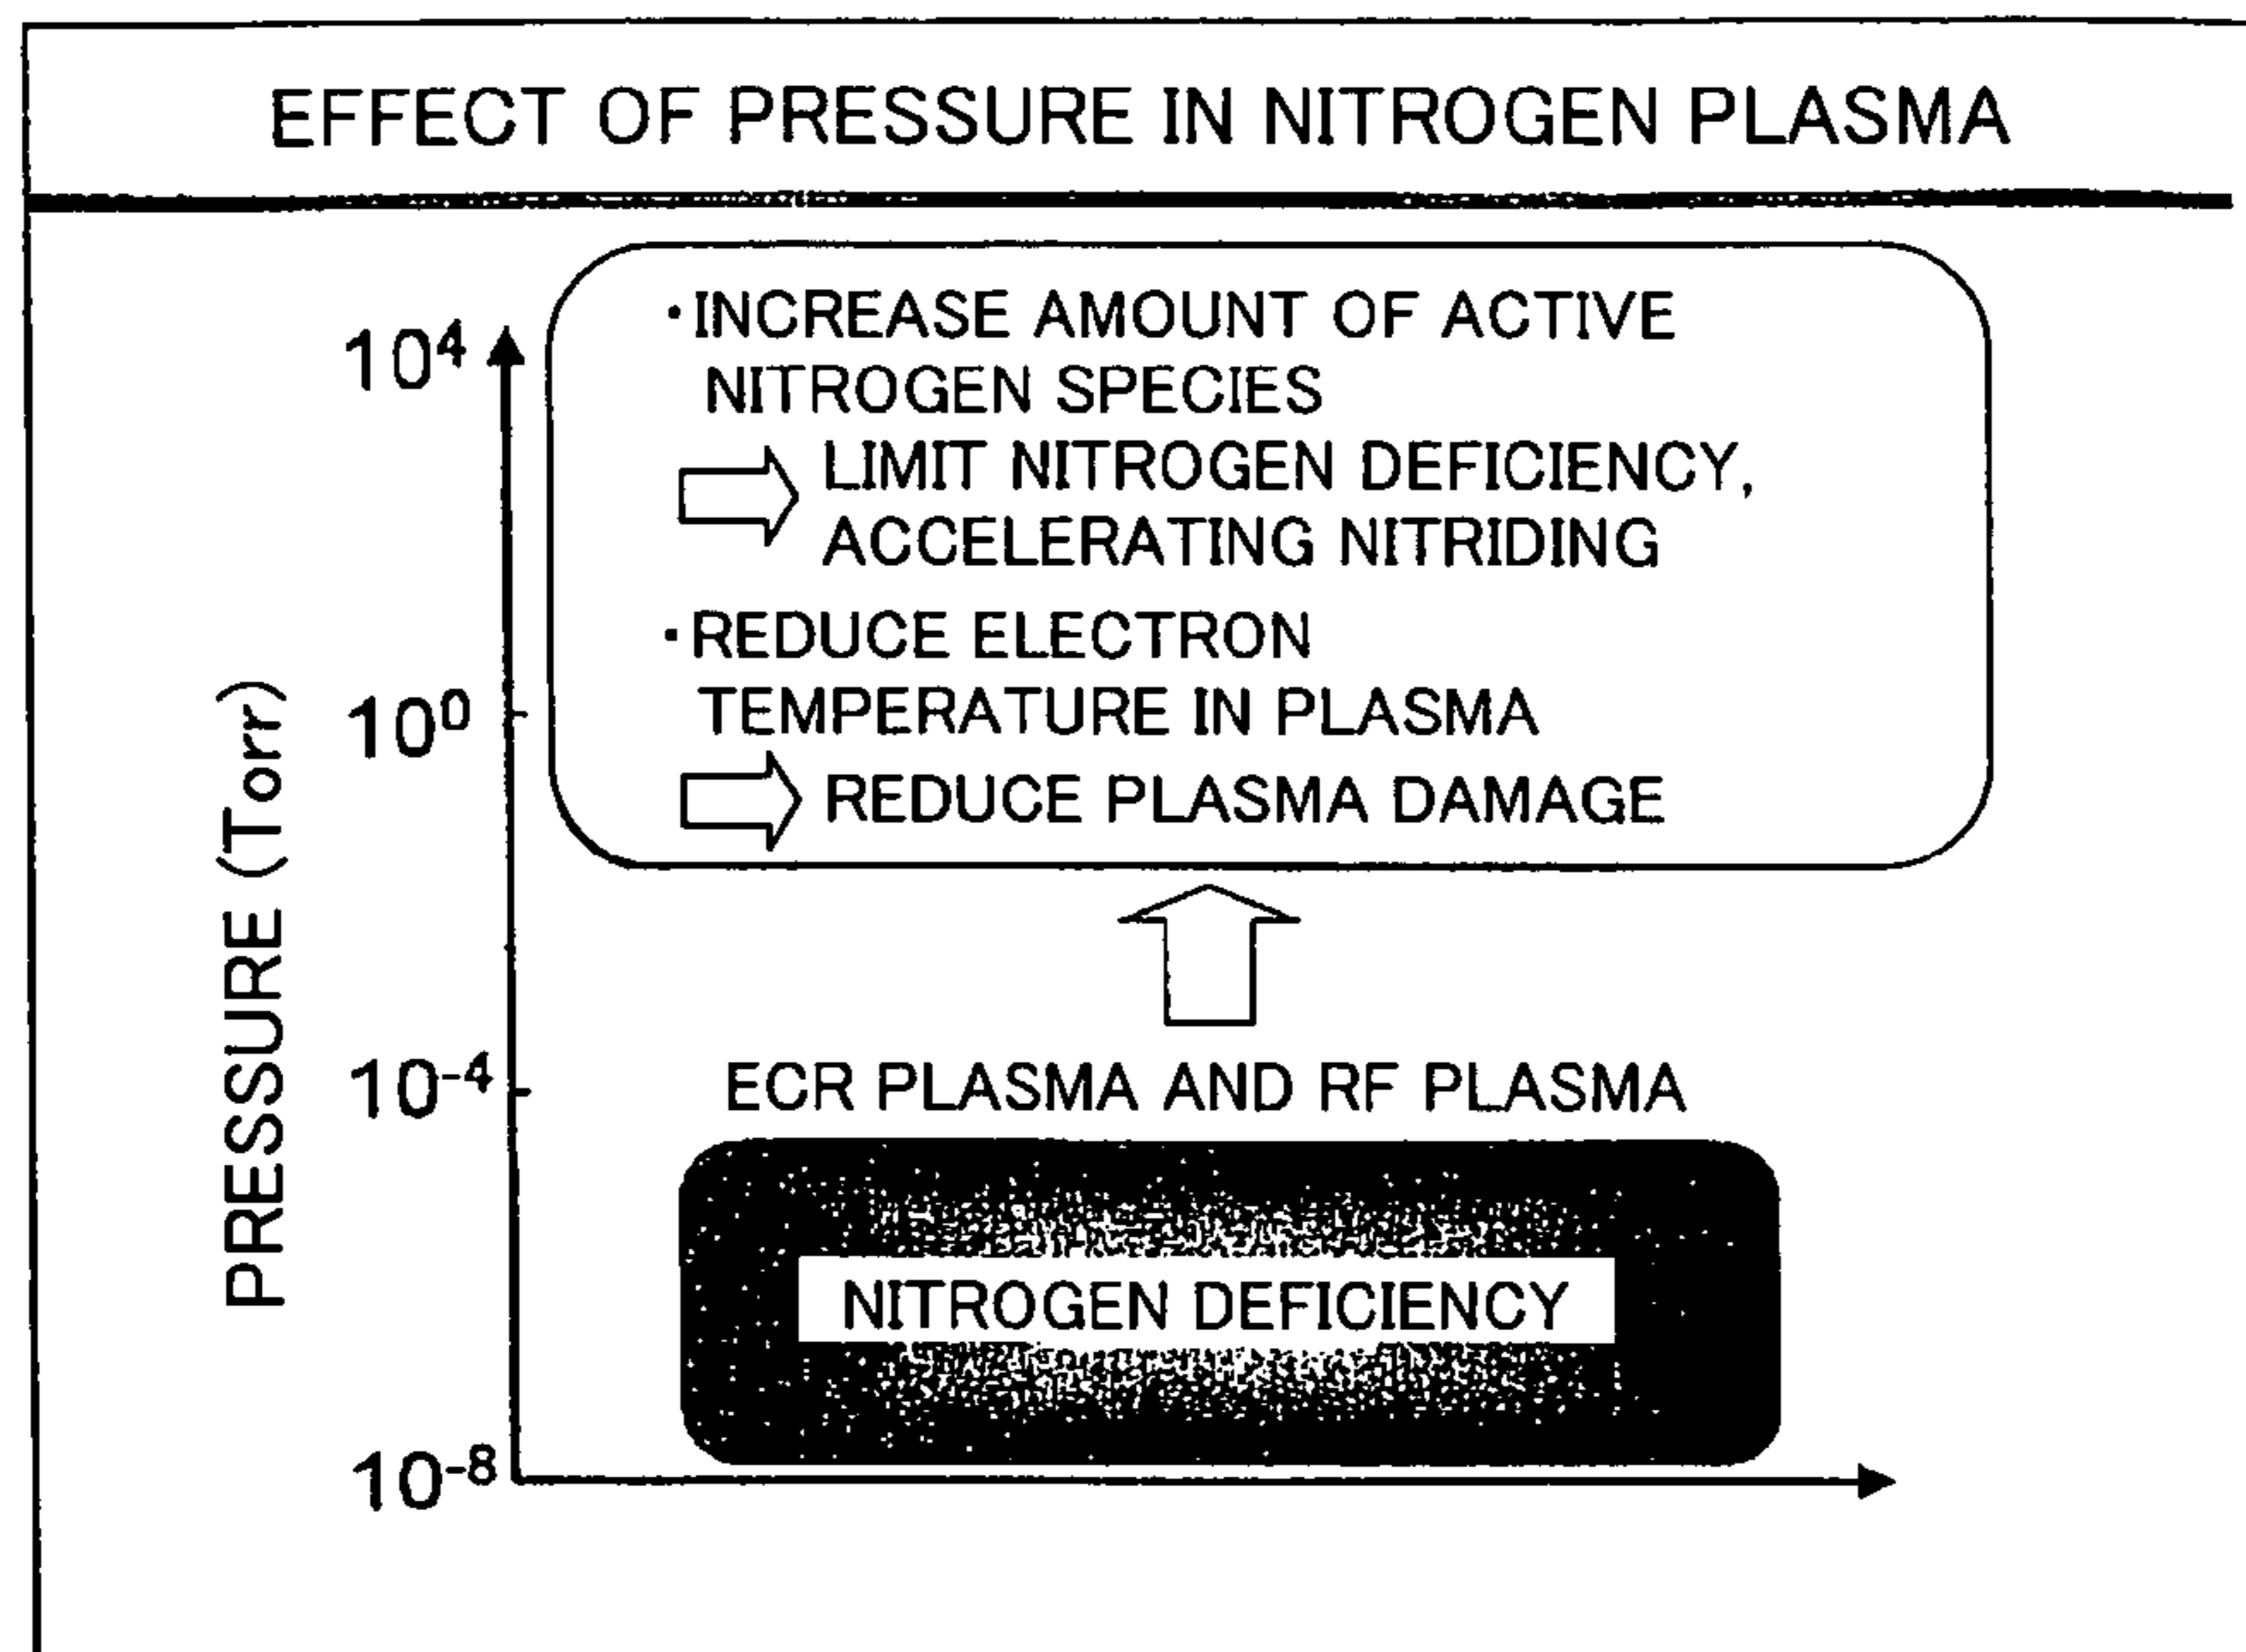 EFFECT OF PRESSURE IN NITROGEN PLASMA
・INCREASE AMOUNT OF ACTIVE
NITROGEN SPECIES
LIMIT NITROGEN DEFICIENCY,
ACCELERATING NITRIDING
・REDUCE ELECTRON
TEMPERATURE IN PLASMA
REDUCE PLASMA DAMAGE
10⁴
10⁰
10⁻⁴
10⁻⁸
PRESSURE (Torr)
ECR PLASMA AND RF PLASMA
NITROGEN DEFICIENCY